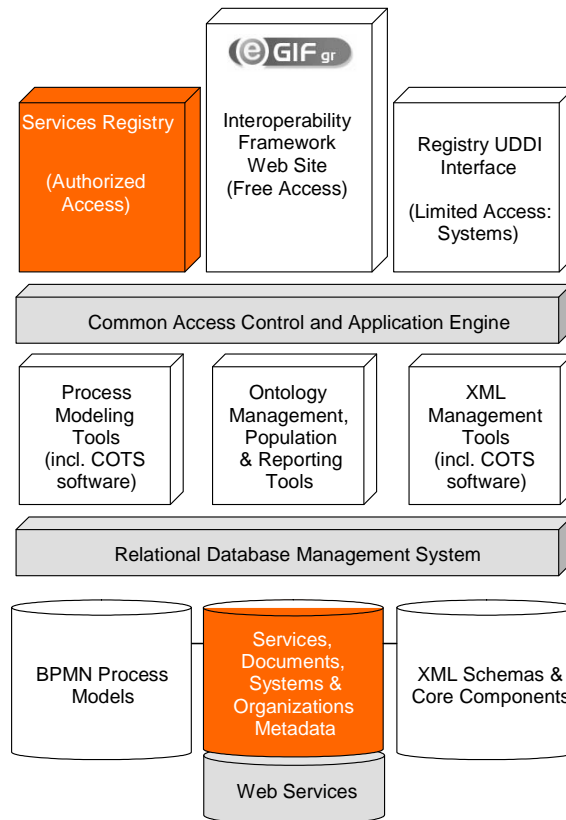 eGIF gr
Services Registry
(Authorized
Access)
Interoperability
Framework
Web Site
(Free Access)
Registry UDDI
Interface
(Limited Access:
Systems)
Common Access Control and Application Engine
Process
Modeling
Tools
(incl. COTS
software)
Ontology
Management,
Population
& Reporting
Tools
XML
Management
Tools
(incl. COTS
software)
Relational Database Management System
BPMN Process
Models
Services,
Documents,
Systems &
Organizations
Metadata
XML Schemas &
Core Components
Web Services